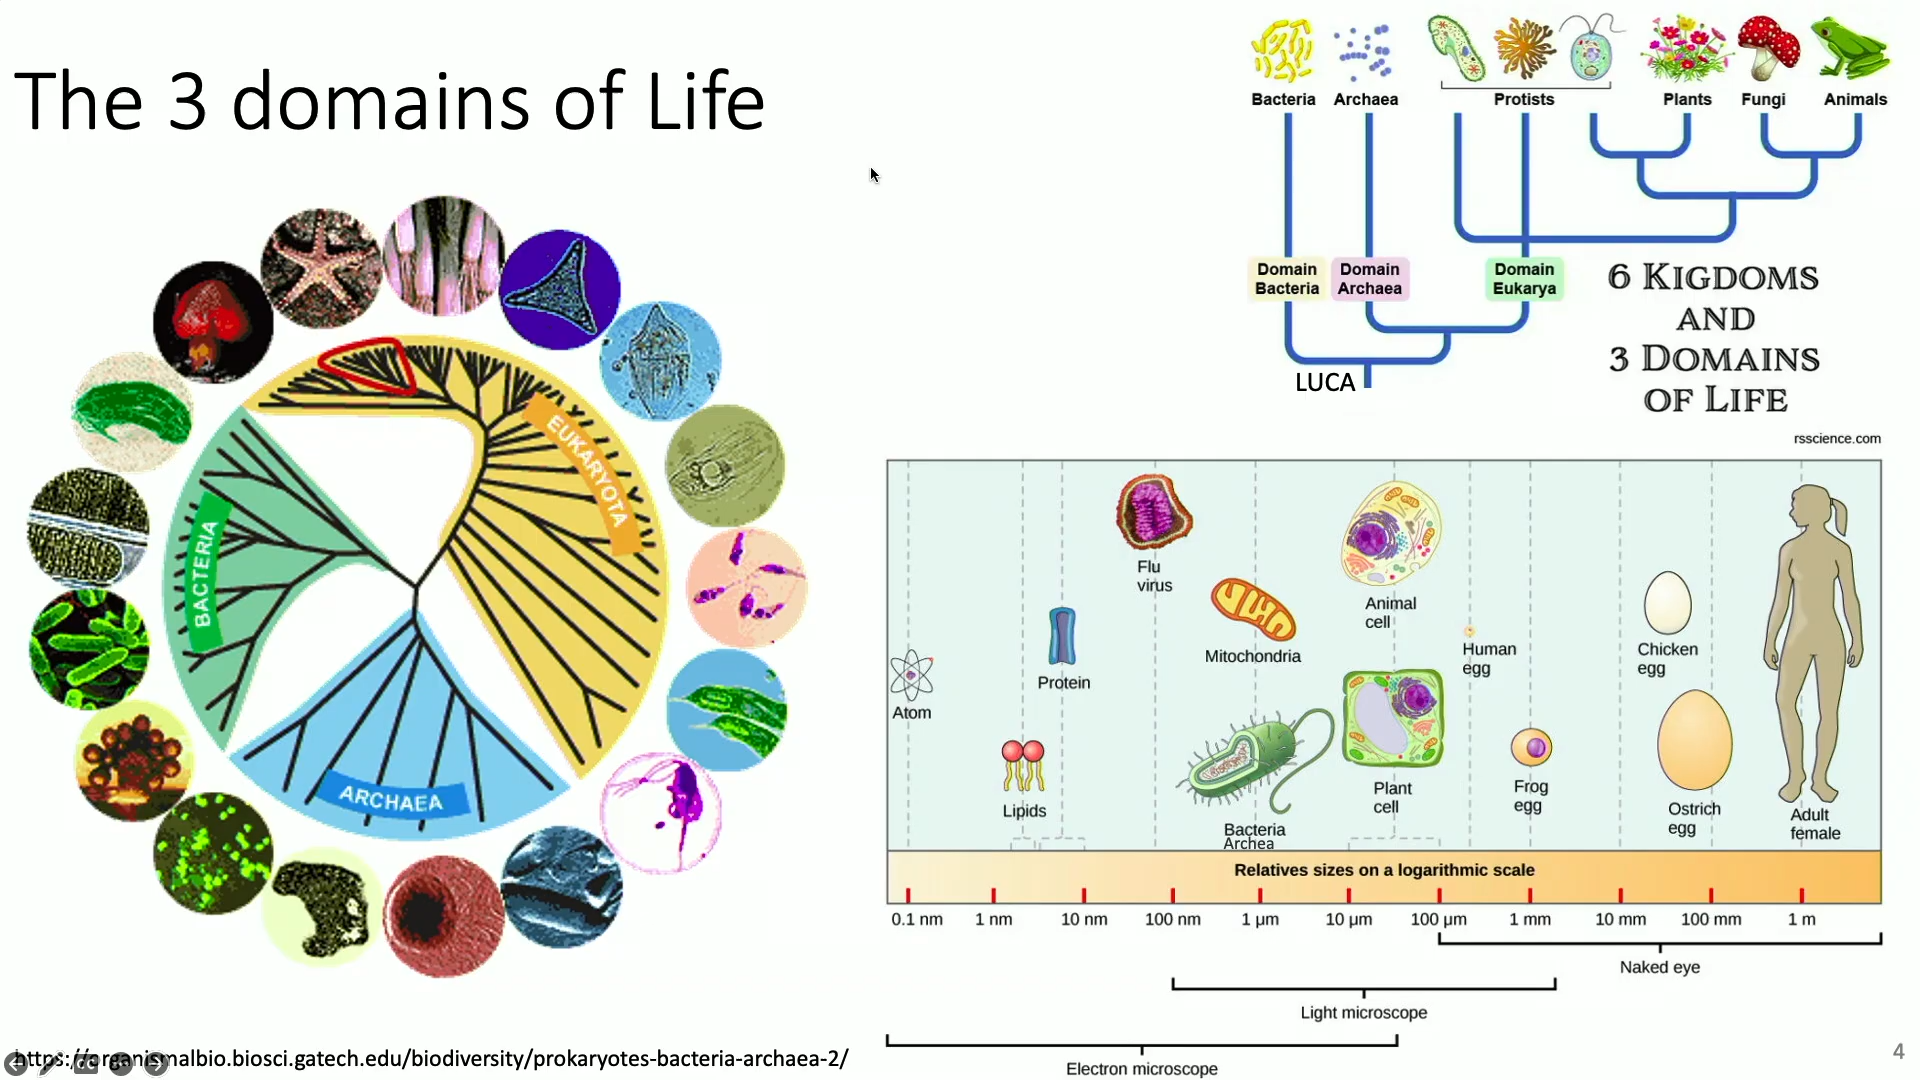 The 3 domains of Life
Bacteria
Archaea
Protists
Plants
Fungi
Animals
Domain
Bacteria
Domain
Archaea
Domain
Eukarya
LUCA
6 KIGDOMS
AND
3 DOMAINS
OF LIFE
rsscience.com
EUKARYOTA
BACTERIA
ARCHAEA
Flu
virus
Animal
cell
Mitochondria
Human
egg
Chicken
egg
Protein
Atom
Lipids
Bacteria
Archea
Plant
cell
Frog
egg
Ostrich
egg
Adult
female
Relatives sizes on a logarithmic scale
0.1 nm
1 nm
10 nm
100 nm
1 µm
10 µm
100 µm
1 mm
10 mm
100 mm
1 m
Naked eye
Light microscope
Electron microscope
https://organismalbio.biosci.gatech.edu/biodiversity/prokaryotes-bacteria-archaea-2/
CC
4